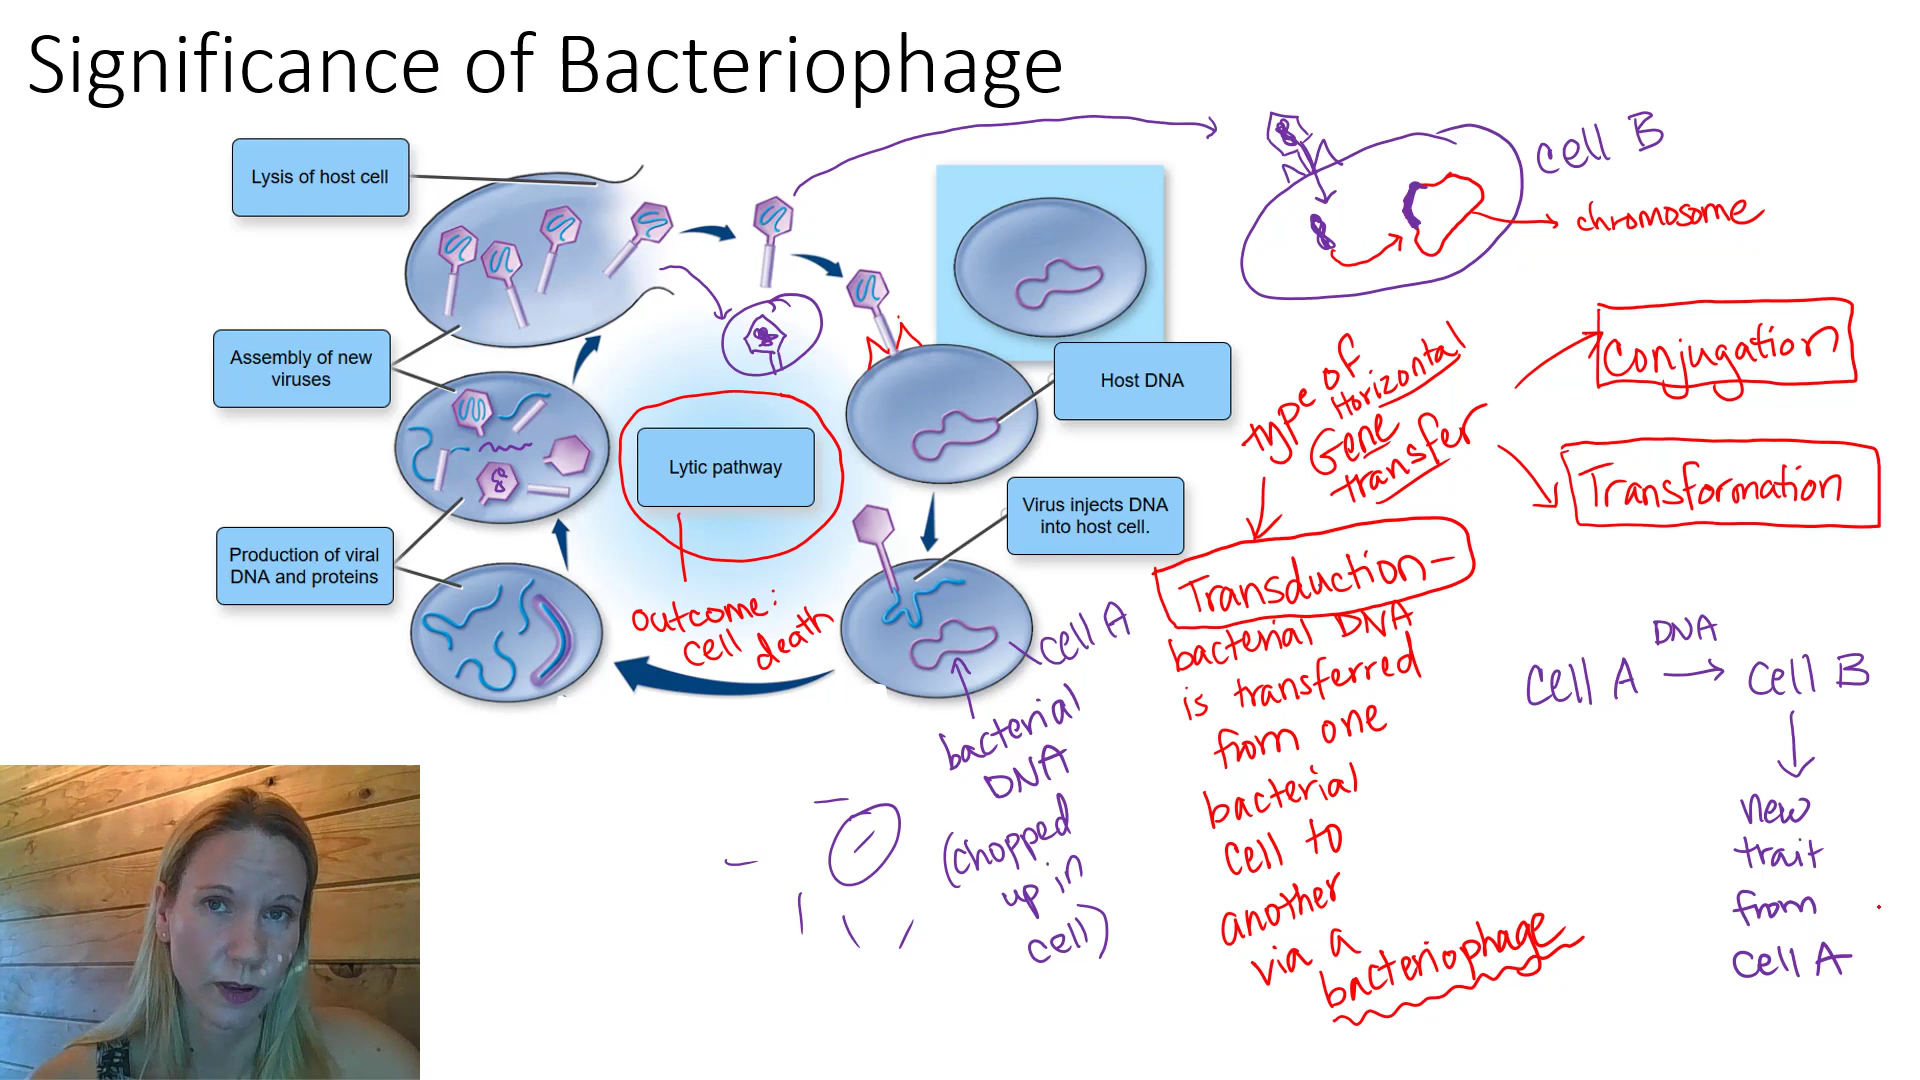 Significance of Bacteriophage
Lysis of host cell
Assembly of new
viruses
Production of viral
DNA and proteins
Lytic pathway
outcome:
cell death
Host DNA
Virus injects DNA
into host cell.
cell A
bacterial
DNA
(chopped
up in
cell)
cell B
chromosome
type of
Horizontal
Gene
transfer
Conjugation
Transformation
Transduction-
bacterial DNA
is transferred
from one
bacterial
cell to
another
via a
bacteriophage
DNA
cell A → cell B
new
trait
from
cell A